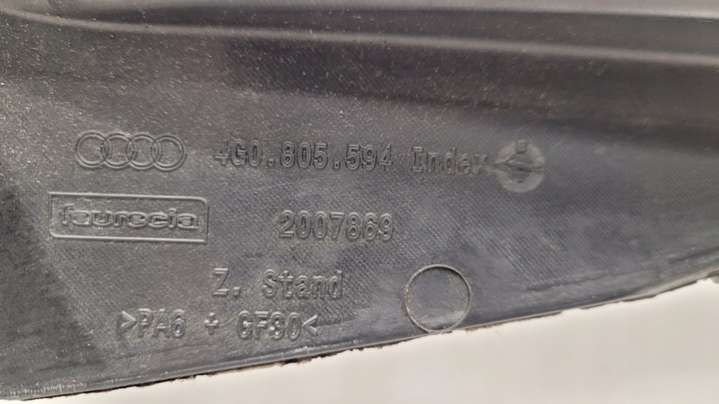 4G0.805.594 Index
faurecia
2007869
Z. Stand
>PA6 + GF30<